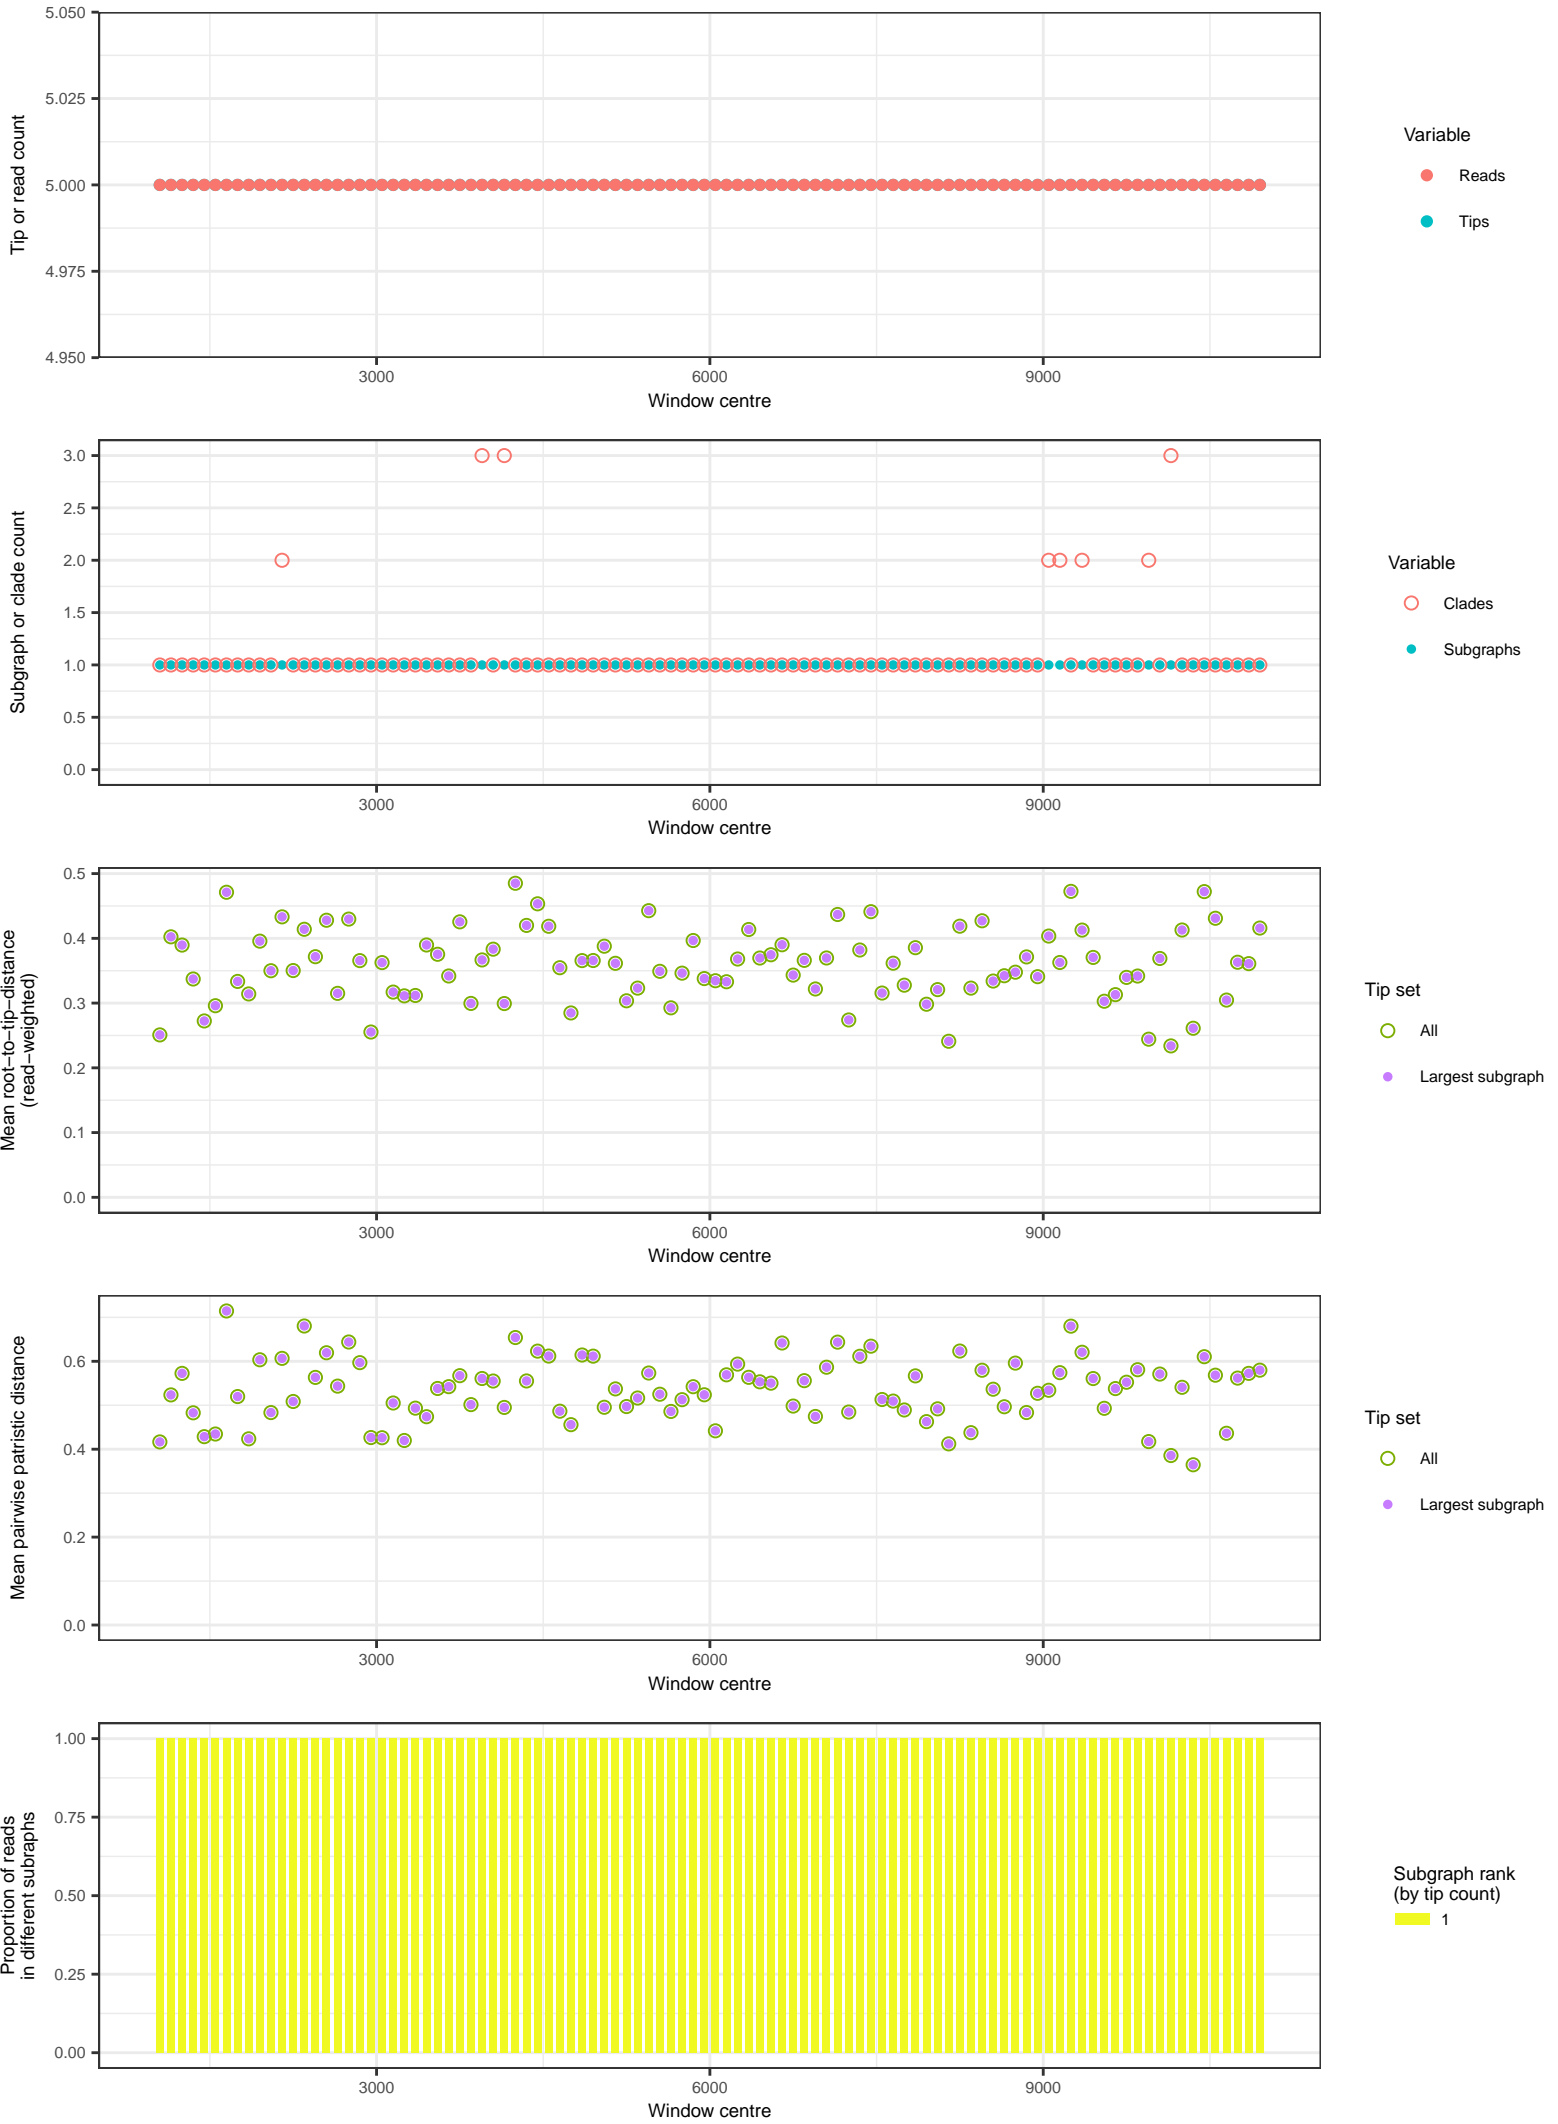 5.050
5.025
5.000
4.975
4.950
Tip or read count
3000
6000
9000
Window centre
Variable
Reads
Tips
3.0
2.5
2.0
1.5
1.0
0.5
0.0
Subgraph or clade count
3000
6000
9000
Window centre
Variable
Clades
Subgraphs
0.5
0.4
0.3
0.2
0.1
0.0
Mean root−to−tip−distance
(read−weighted)
3000
6000
9000
Window centre
Tip set
All
Largest subgraph
0.6
0.4
0.2
0.0
Mean pairwise patristic distance
3000
6000
9000
Window centre
Tip set
All
Largest subgraph
1.00
0.75
0.50
0.25
0.00
Proportion of reads
in different subraphs
3000
6000
9000
Window centre
Subgraph rank
(by tip count)
1